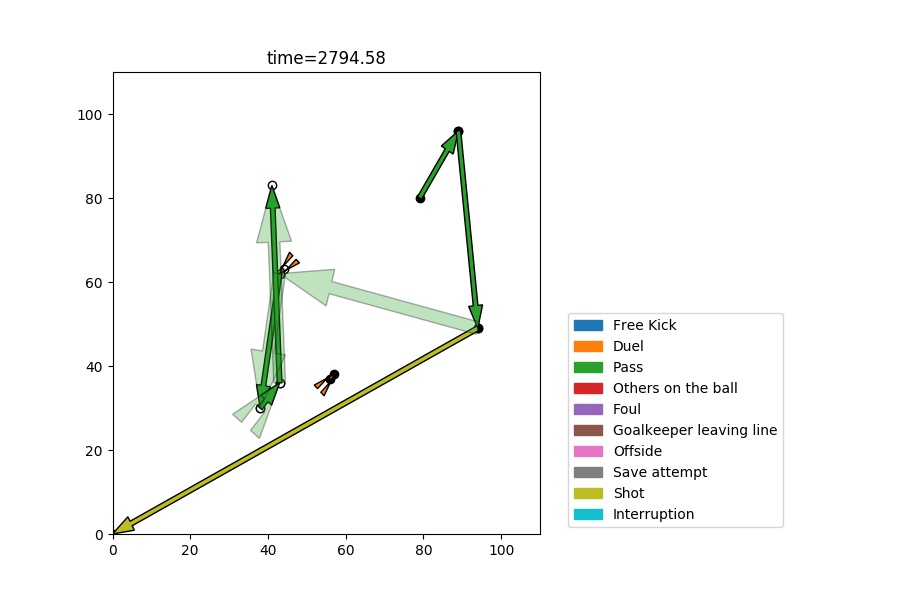 time=2794.58
100
80
60
40
20
0
0 20 40 60 80 100
Free Kick
Duel
Pass
Others on the ball
Foul
Goalkeeper leaving line
Offside
Save attempt
Shot
Interruption